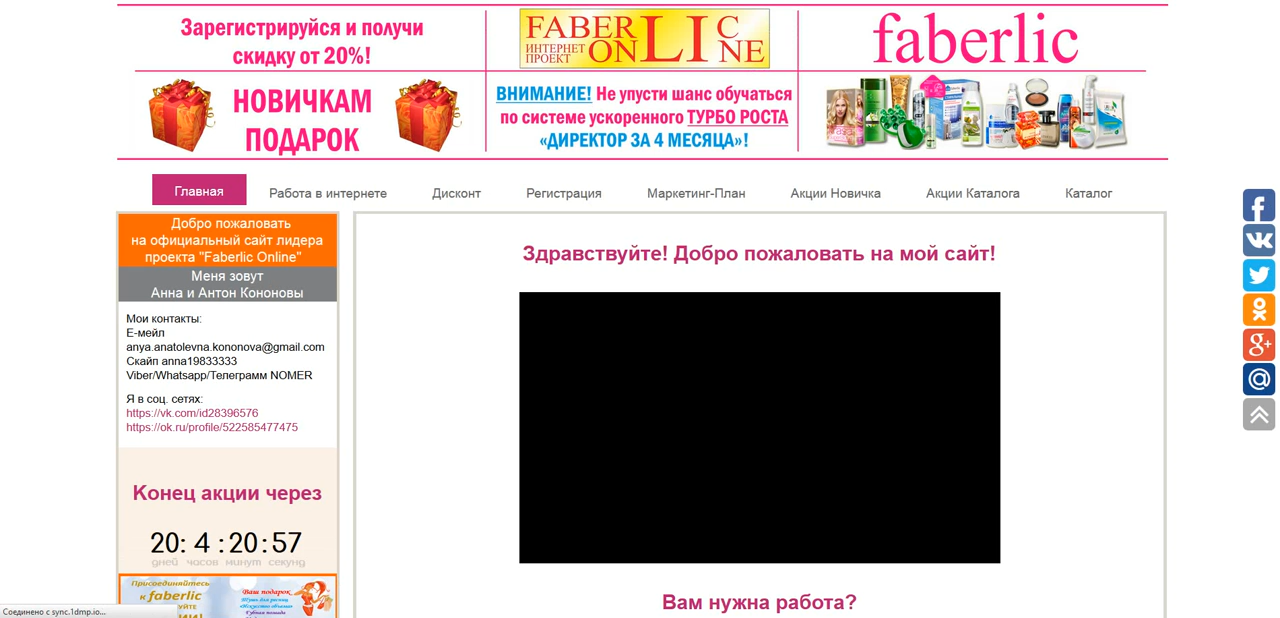 Зарегистрируйся и получи
скидку от 20%!
НОВИЧКАМ
ПОДАРОК
FABERLIC
ИНТЕРНЕТ
ПРОЕКТ ONLINE
ВНИМАНИЕ! Не упусти шанс обучаться
по системе ускоренного ТУРБО РОСТА
«ДИРЕКТОР ЗА 4 МЕСЯЦА»!
faberlic
Главная Работа в интернете Дисконт Регистрация Маркетинг-План Акции Новичка Акции Каталога Каталог
Добро пожаловать
на официальный сайт лидера
проекта "Faberlic Online"
Меня зовут
Анна и Антон Кононовы
Мои контакты:
Е-мейл
anya.anatolevna.kononova@gmail.com
Скайп anna19833333
Viber/Whatsapp/Телеграмм NOMER
Я в соц. сетях:
https://vk.com/id28396576
https://ok.ru/profile/522585477475
Конец акции через
20: 4 :20:57
дней часов минут секунд
Присоединяйтесь
к faberlic
Ваш подарок
Здравствуйте! Добро пожаловать на мой сайт!
Вам нужна работа?
Соединено с sync.1dmp.io...